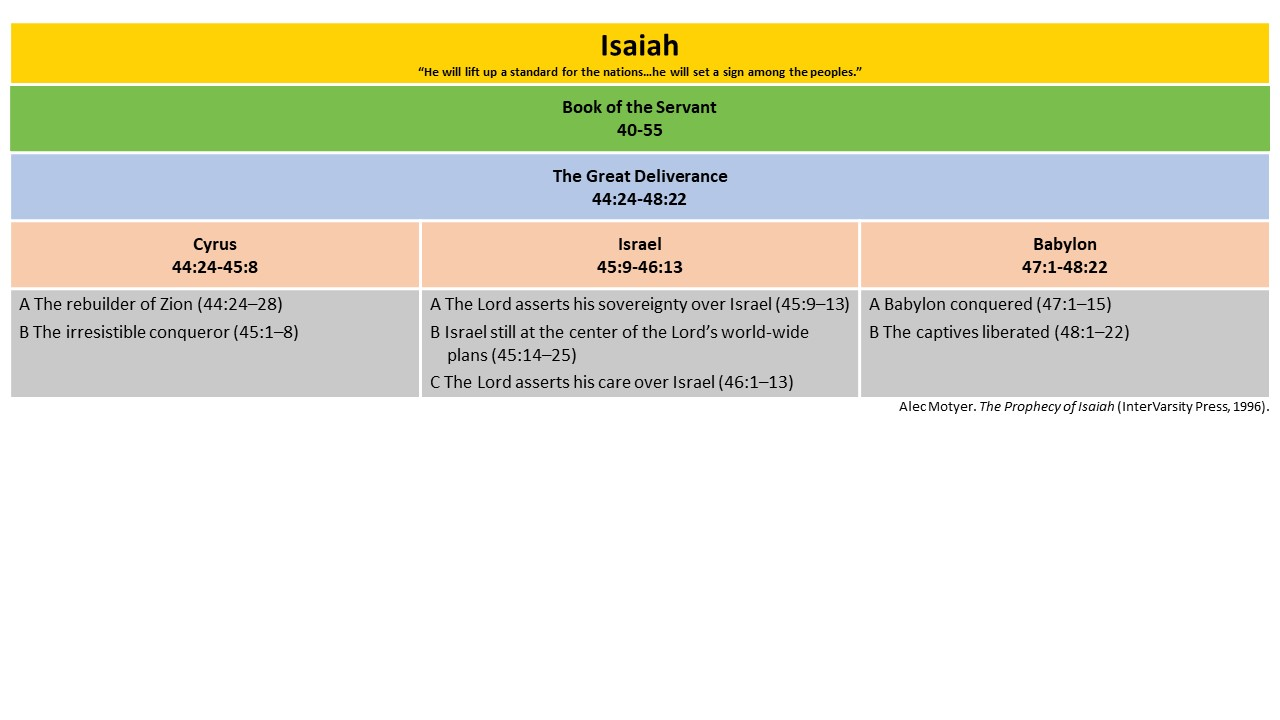 Isaiah
“He will lift up a standard for the nations…he will set a sign among the peoples.”
Book of the Servant
40-55
The Great Deliverance
44:24-48:22
Cyrus
44:24-45:8
Israel
45:9-46:13
Babylon
47:1-48:22
A The rebuilder of Zion (44:24–28)
B The irresistible conqueror (45:1–8)
A The Lord asserts his sovereignty over Israel (45:9–13)
B Israel still at the center of the Lord’s world-wide
plans (45:14–25)
C The Lord asserts his care over Israel (46:1–13)
A Babylon conquered (47:1–15)
B The captives liberated (48:1–22)
Alec Motyer. The Prophecy of Isaiah (InterVarsity Press, 1996).